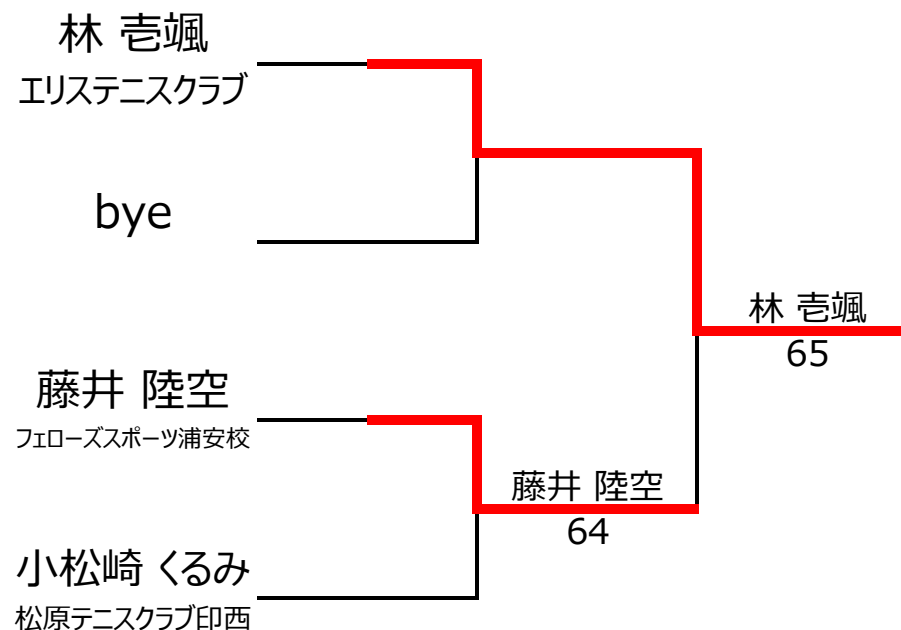 林 壱颯
エリステニスクラブ
bye
藤井 陸空
フェローズスポーツ浦安校
小松崎 くるみ
松原テニスクラブ印西
藤井 陸空
64
林 壱颯
65